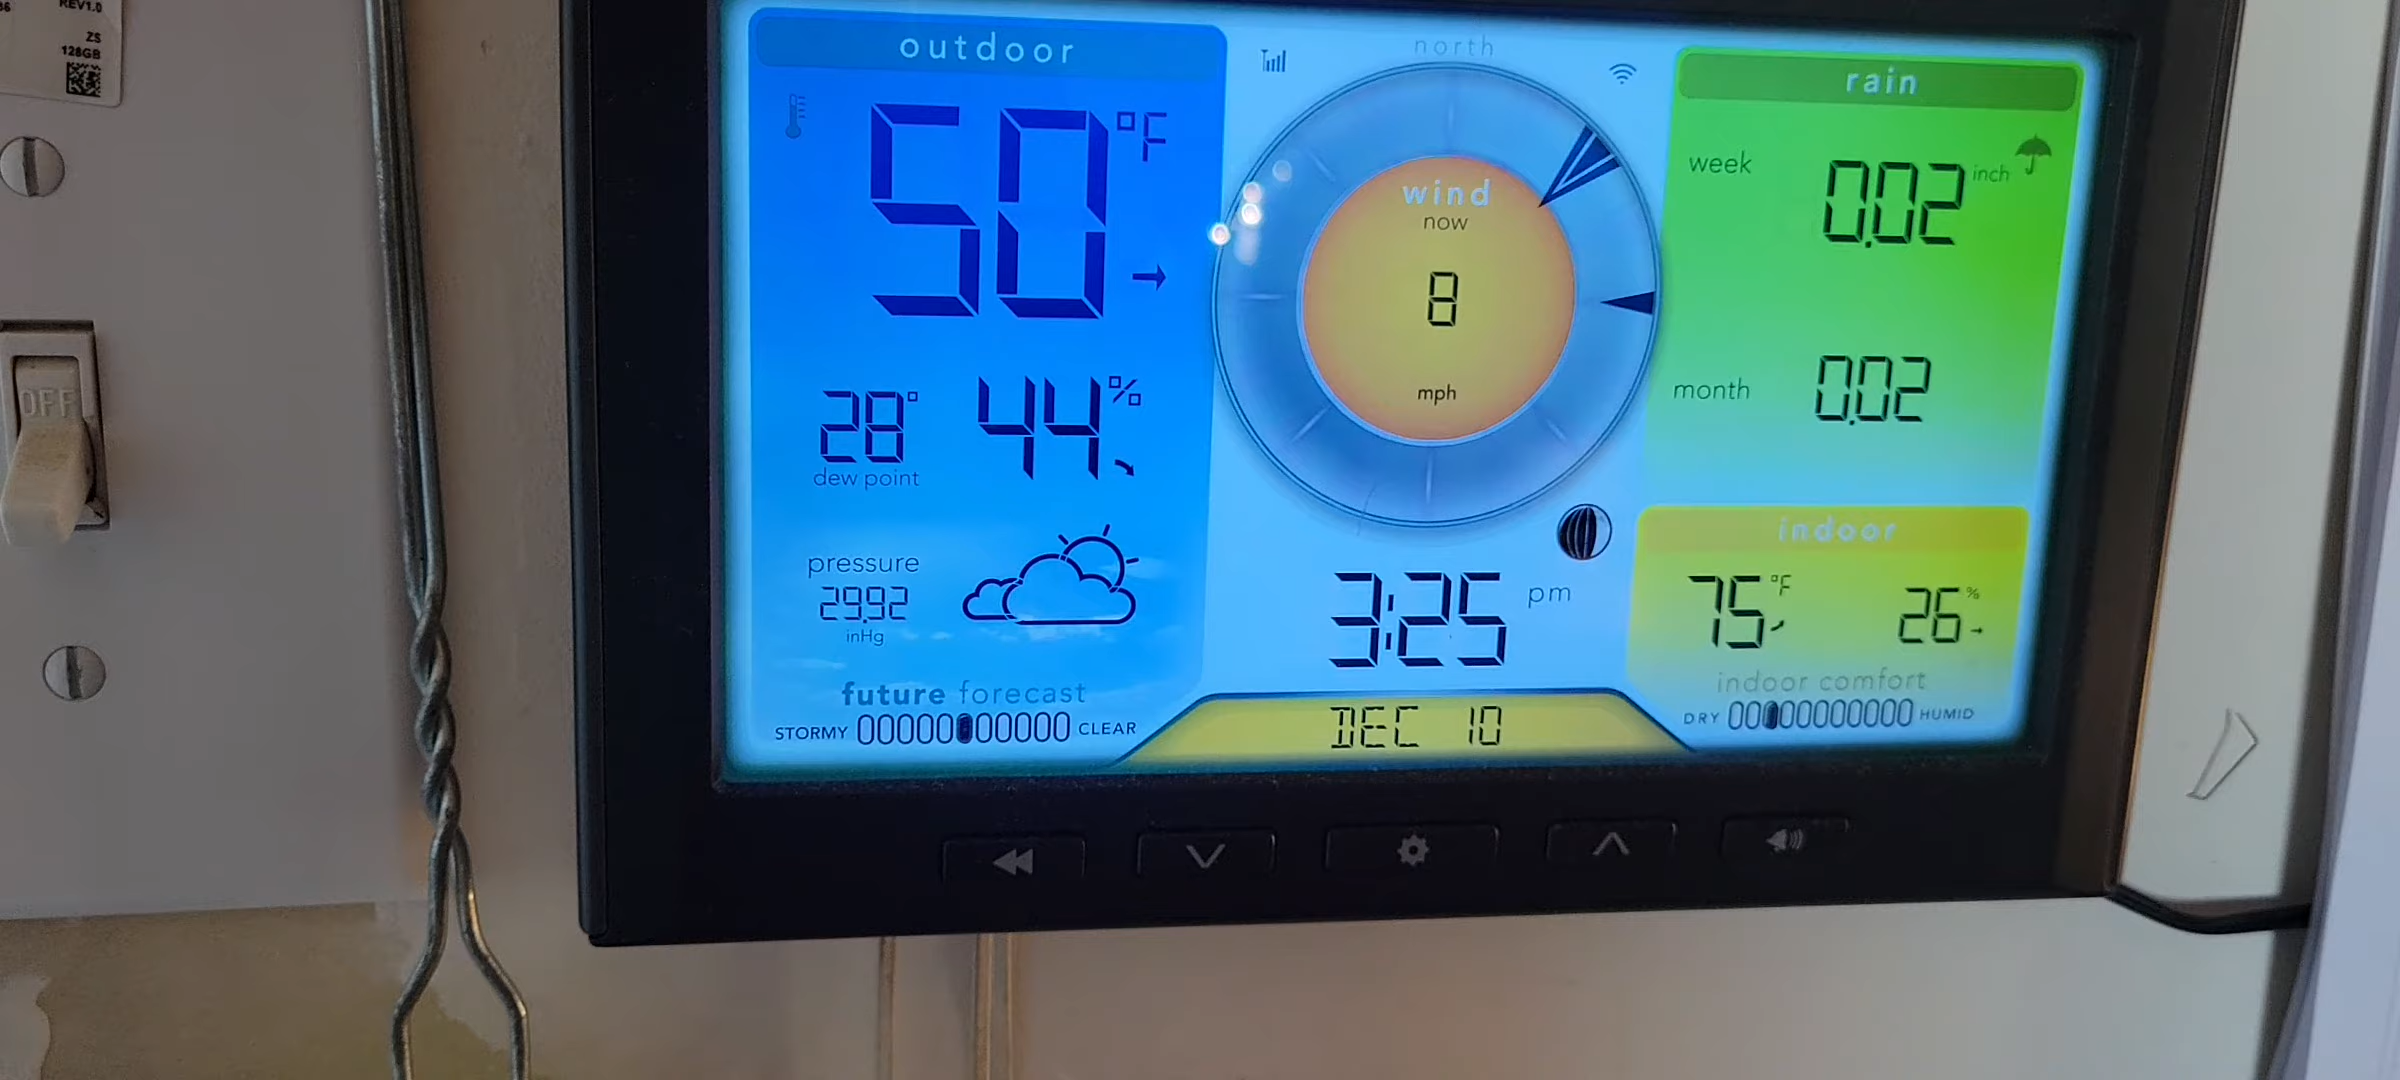 REV1.0
ZS
128GB
OFF
outdoor
50°F
28°
44%
dew point
pressure
29.92
inHg
future forecast
STORMY
CLEAR
north
wind
now
8
mph
3:25 pm
DEC 10
rain
week 0.02 inch
month 0.02
indoor
75°F
26%
indoor comfort
DRY
HUMID